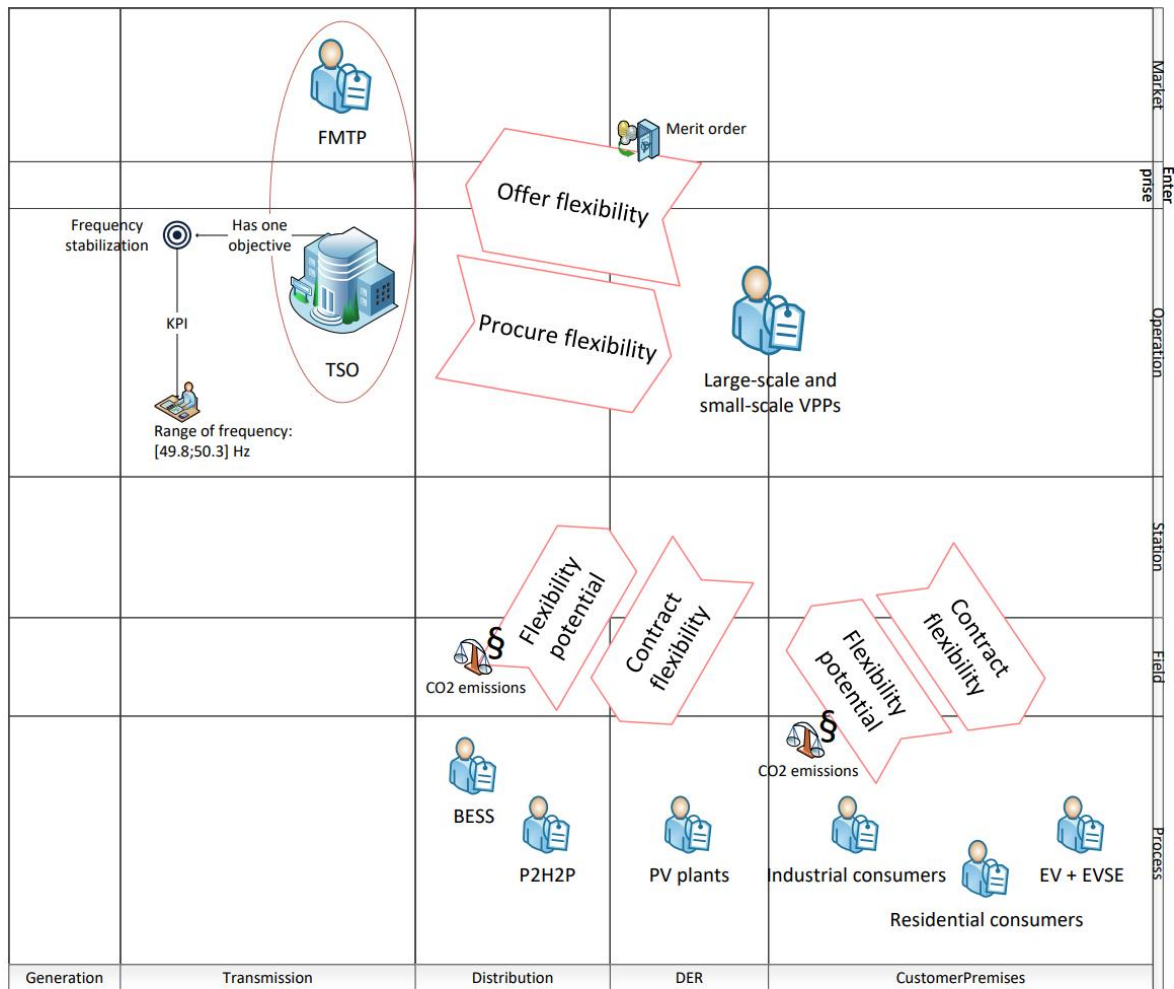 FMTP
Market
Merit order
Enter
prise
Offer flexibility
Frequency
stabilization
Has one
objective
KPI
Procure flexibility
Operation
TSO
Large-scale and
small-scale VPPs
Range of frequency:
[49.8;50.3] Hz
Station
Flexibility
potential
Contract
flexibility
Contract
flexibility
Flexibility
potential
Field
§
CO2 emissions
§
CO2 emissions
BESS
P2H2P
PV plants
Industrial consumers
EV + EVSE
Residential consumers
Process
Generation
Transmission
Distribution
DER
CustomerPremises